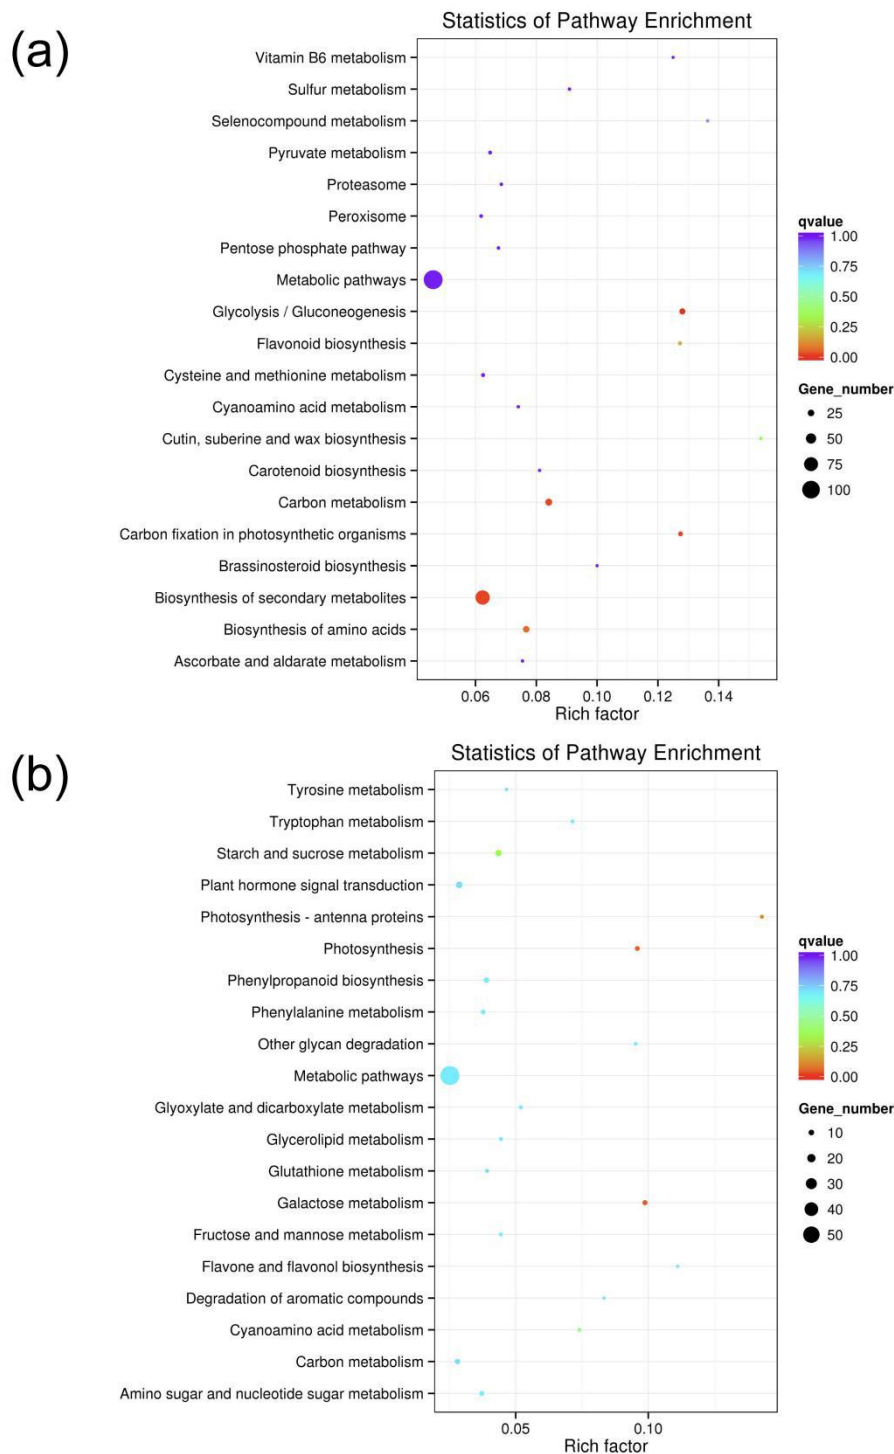 (a)
Statistics of Pathway Enrichment
Vitamin B6 metabolism
Sulfur metabolism
Selenocompound metabolism
Pyruvate metabolism
Proteasome
Peroxisome
Pentose phosphate pathway
Metabolic pathways
Glycolysis / Gluconeogenesis
Flavonoid biosynthesis
Cysteine and methionine metabolism
Cyanoamino acid metabolism
Cutin, suberine and wax biosynthesis
Carotenoid biosynthesis
Carbon metabolism
Carbon fixation in photosynthetic organisms
Brassinosteroid biosynthesis
Biosynthesis of secondary metabolites
Biosynthesis of amino acids
Ascorbate and aldarate metabolism
0.06 0.08 0.10 0.12 0.14
Rich factor
qvalue
1.00
0.75
0.50
0.25
0.00
Gene_number
25
50
75
100
(b)
Statistics of Pathway Enrichment
Tyrosine metabolism
Tryptophan metabolism
Starch and sucrose metabolism
Plant hormone signal transduction
Photosynthesis - antenna proteins
Photosynthesis
Phenylpropanoid biosynthesis
Phenylalanine metabolism
Other glycan degradation
Metabolic pathways
Glyoxylate and dicarboxylate metabolism
Glycerolipid metabolism
Glutathione metabolism
Galactose metabolism
Fructose and mannose metabolism
Flavone and flavonol biosynthesis
Degradation of aromatic compounds
Cyanoamino acid metabolism
Carbon metabolism
Amino sugar and nucleotide sugar metabolism
0.05 0.10
Rich factor
qvalue
1.00
0.75
0.50
0.25
0.00
Gene_number
10
20
30
40
50